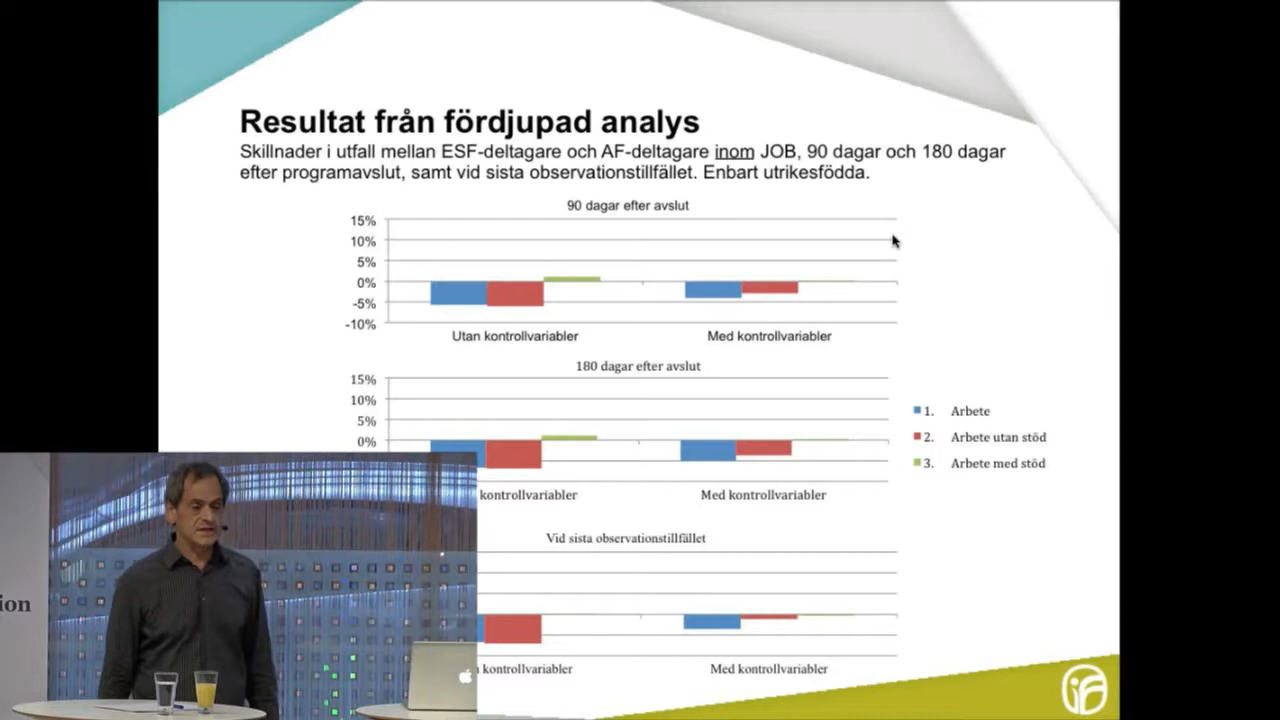 Resultat från fördjupad analys
Skillnader i utfall mellan ESF-deltagare och AF-deltagare inom JOB, 90 dagar och 180 dagar
efter programavslut, samt vid sista observationstillfället. Enbart utrikesfödda.
90 dagar efter avslut
15%
10%
5%
0%
-5%
-10%
Utan kontrollvariabler
Med kontrollvariabler
180 dagar efter avslut
15%
10%
5%
0%
kontrollvariabler
Med kontrollvariabler
1. Arbete
2. Arbete utan stöd
3. Arbete med stöd
Vid sista observationstillfället
kontrollvariabler
Med kontrollvariabler
ion